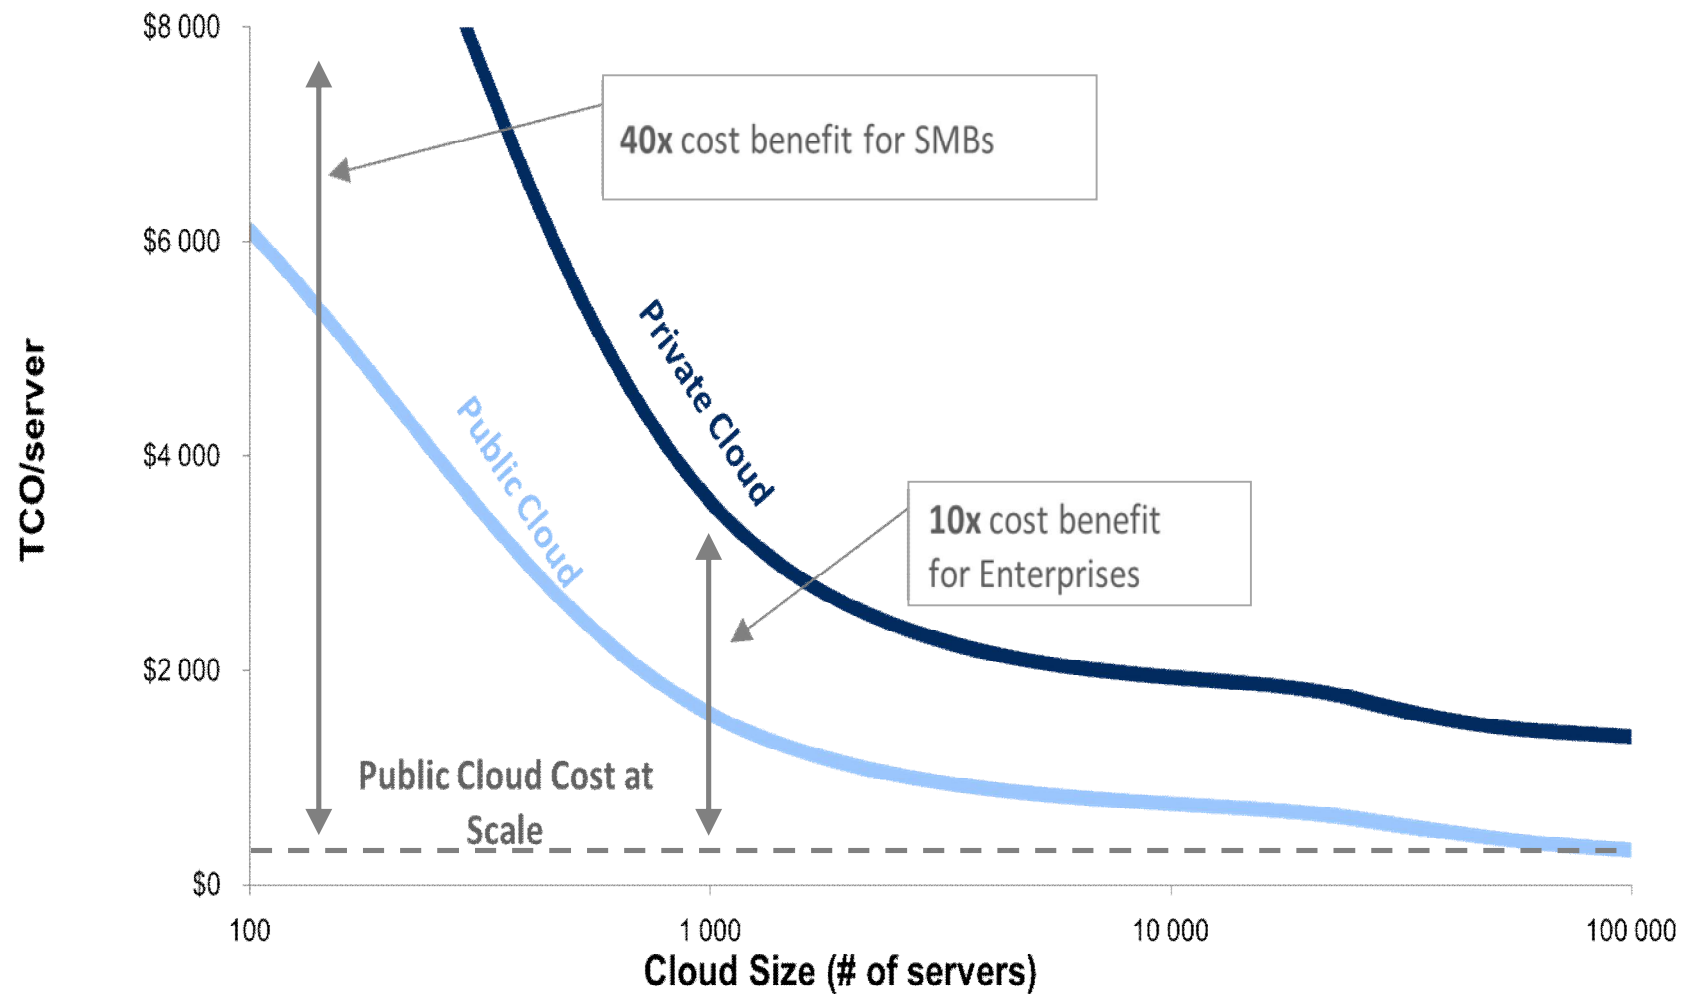 $8 000
40x cost benefit for SMBs
$6 000
Private Cloud
Public Cloud
TCO/server
$4 000
10x cost benefit
for Enterprises
$2 000
Public Cloud Cost at
Scale
$0
100
1 000
10 000
100 000
Cloud Size (# of servers)